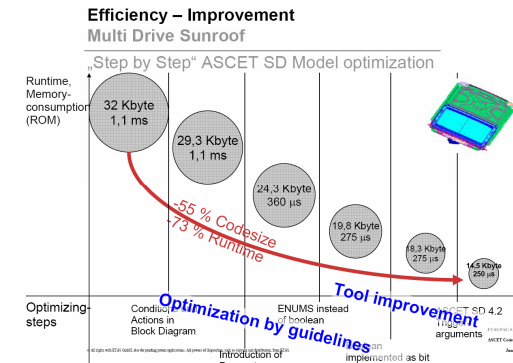 Efficiency – Improvement
Multi Drive Sunroof
„Step by Step“ ASCET SD Model optimization
Runtime,
Memory-
consumption
(ROM)
32 Kbyte
1,1 ms
29,3 Kbyte
1,1 ms
24,3 Kbyte
360 µs
19,8 Kbyte
275 µs
18,3 Kbyte
275 µs
14,5 Kbyte
250 µs
-55 % Codesize
-73 % Runtime
Optimizing-
steps
Conditions
Actions in
Block Diagram
ENUMS instead
of boolean
ASCET SD 4.2
arguments
Tool improvement
Optimization by guidelines
Introduction of
implemented as bit